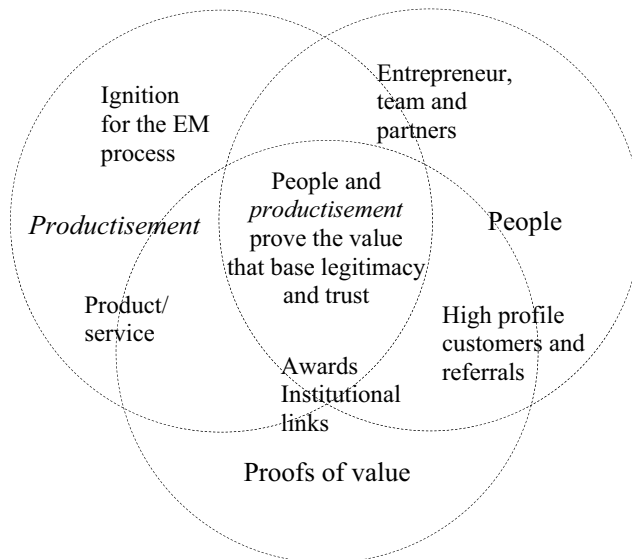 Ignition
for the EM
process
Entrepreneur,
team and
partners
Productisement
People and
productisement
prove the value
that base legitimacy
and trust
People
Product/
service
High profile
customers and
referrals
Awards
Institutional
links
Proofs of value